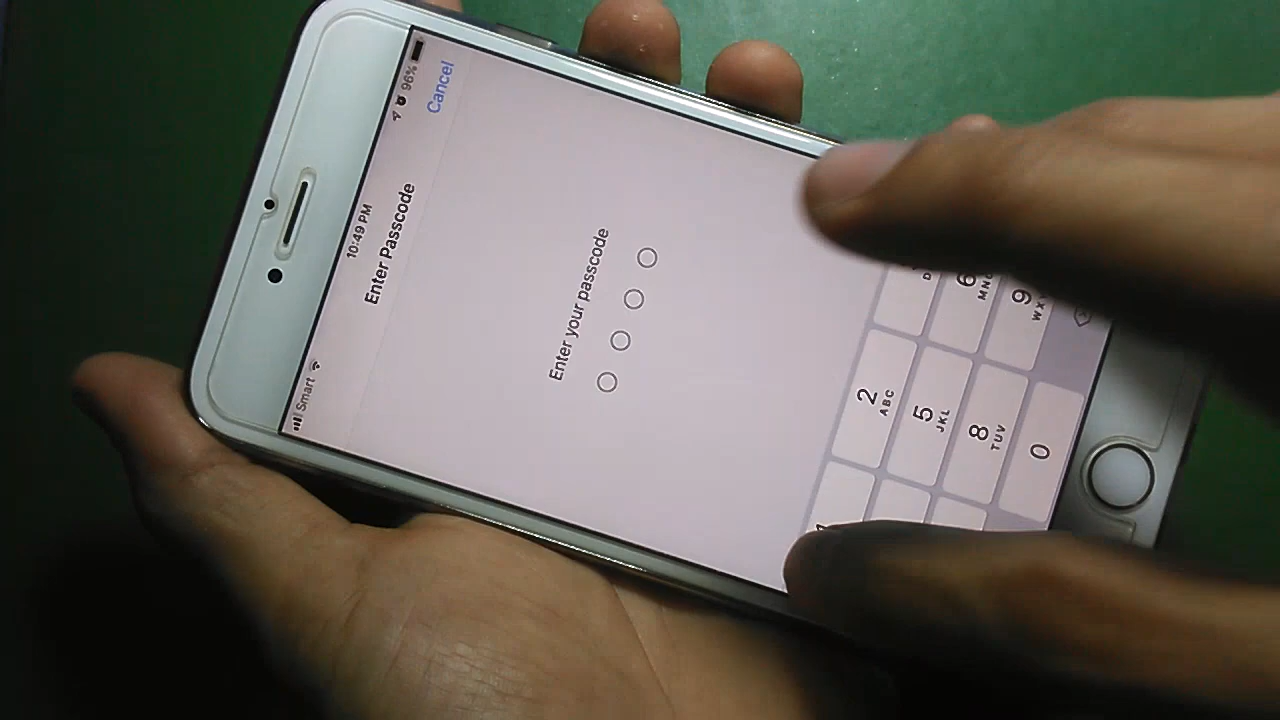 Smart 10:49 PM 96%
Enter Passcode Cancel
Enter your passcode
2 ABC
5 JKL 6 MNO
8 TUV 9
0